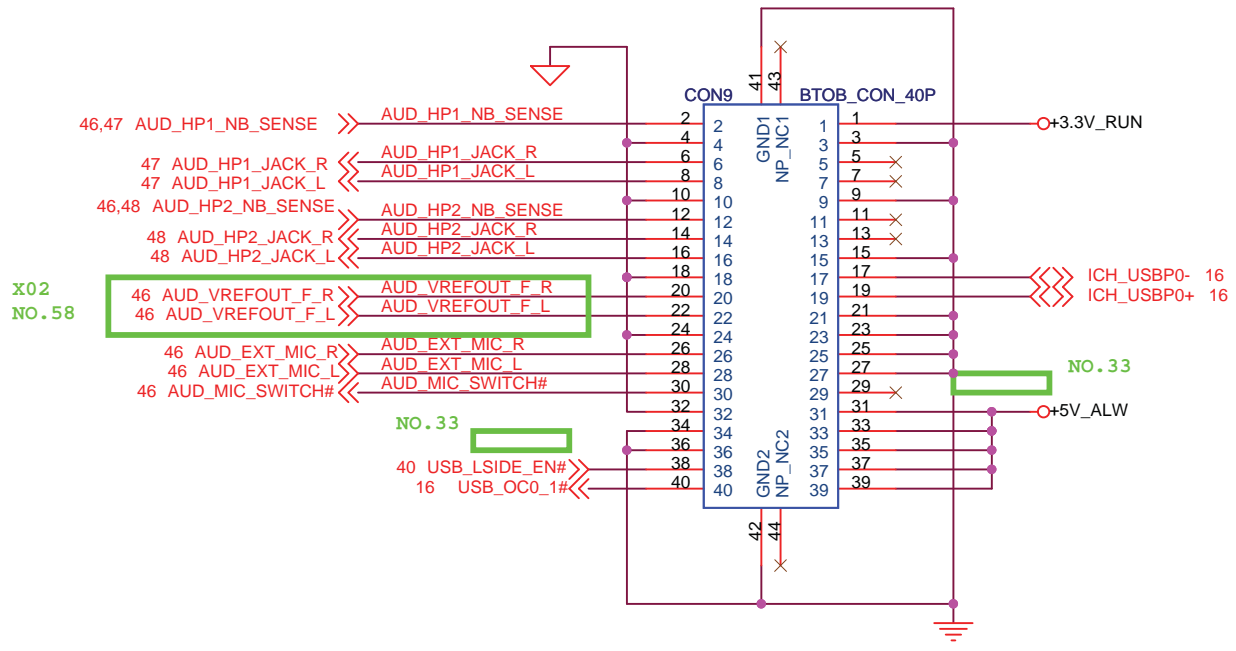 41 43
CON9 BTOB_CON_40P
GND1 NP_NC1
46,47 AUD_HP1_NB_SENSE AUD_HP1_NB_SENSE 2 2 1 1 +3.3V_RUN
4 4 3 3
47 AUD_HP1_JACK_R AUD_HP1_JACK_R 6 6 5 5
47 AUD_HP1_JACK_L AUD_HP1_JACK_L 8 8 7 7
10 10 9 9
46,48 AUD_HP2_NB_SENSE AUD_HP2_NB_SENSE 12 12 11 11
48 AUD_HP2_JACK_R AUD_HP2_JACK_R 14 14 13 13
48 AUD_HP2_JACK_L AUD_HP2_JACK_L 16 16 15 15
18 18 17 17 ICH_USBP0- 16
X02 46 AUD_VREFOUT_F_R AUD_VREFOUT_F_R 20 20 19 19 ICH_USBP0+ 16
NO.58 46 AUD_VREFOUT_F_L AUD_VREFOUT_F_L 22 22 21 21
24 24 23 23
46 AUD_EXT_MIC_R AUD_EXT_MIC_R 26 26 25 25
46 AUD_EXT_MIC_L AUD_EXT_MIC_L 28 28 27 27 NO.33
46 AUD_MIC_SWITCH# AUD_MIC_SWITCH# 30 30 29 29
32 32 31 31 +5V_ALW
NO.33 34 34 33 33
36 36 35 35
40 USB_LSIDE_EN# 38 38 37 37
16 USB_OC0_1# 40 40 39 39
GND2 NP_NC2
42 44